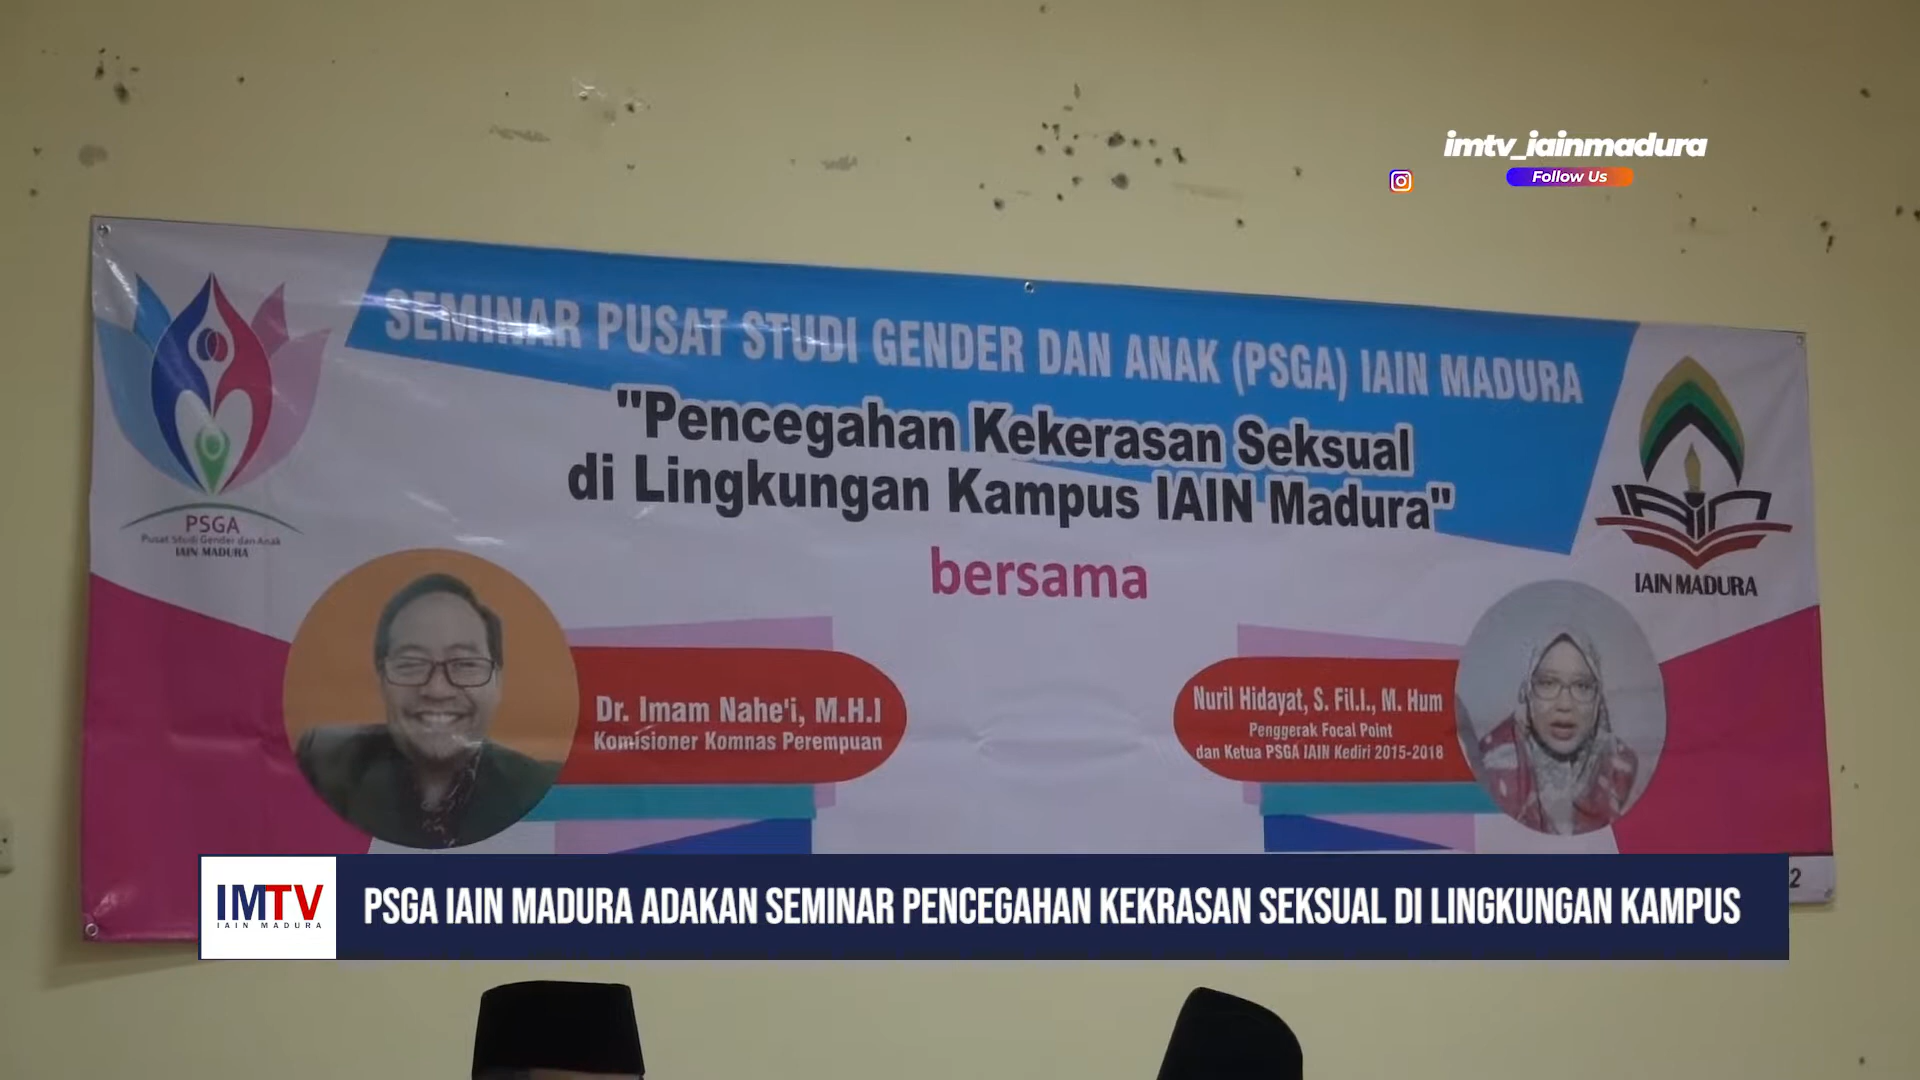 imtv_iainmadura
Follow Us
SEMINAR PUSAT STUDI GENDER DAN ANAK (PSGA) IAIN MADURA
"Pencegahan Kekerasan Seksual
di Lingkungan Kampus IAIN Madura"
bersama
PSGA
Pusat Studi Gender dan Anak
IAIN MADURA
IAIN
IAIN MADURA
Dr. Imam Nahe'i, M.H.I
Komisioner Komnas Perempuan
Nuril Hidayat, S. Fil.I., M. Hum
Penggerak Focal Point
dan Ketua PSGA IAIN Kediri 2015-2018
2
IMTV
IAIN MADURA
PSGA IAIN MADURA ADAKAN SEMINAR PENCEGAHAN KEKRASAN SEKSUAL DI LINGKUNGAN KAMPUS